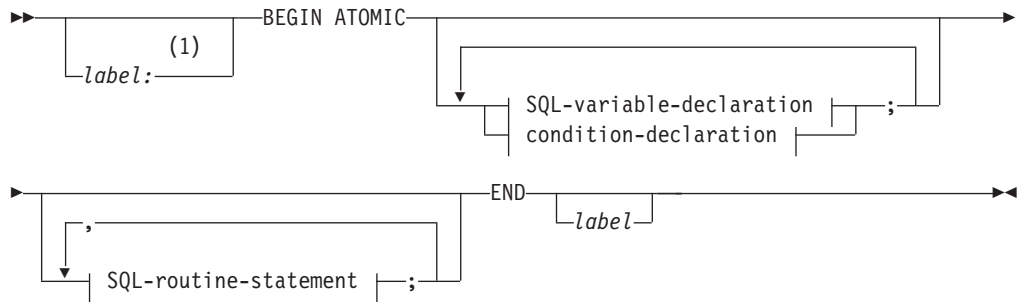 BEGIN ATOMIC
(1)
label:
SQL-variable-declaration ;
condition-declaration
END
label
,
SQL-routine-statement ;